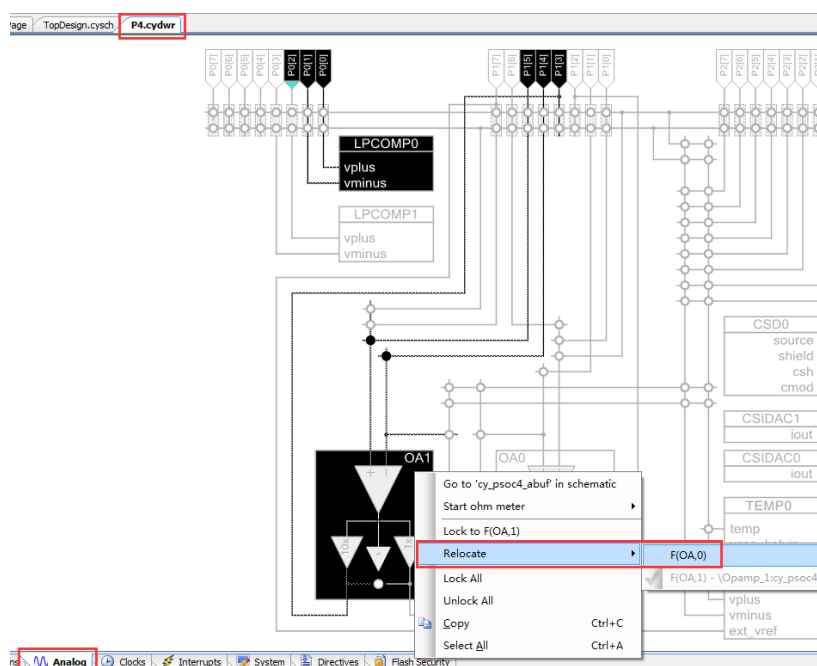 age TopDesign.cysch P4.cydwr
P0[7] P0[6] P0[5] P0[4] P0[3] P0[2] P0[1] P0[0] P1[7] P1[6] P1[5] P1[4] P1[3] P1[2] P1[1] P1[0] P2[7] P2[6] P2[5] P2[4] P2[3] P2[2]
LPCOMP0
vplus
vminus
LPCOMP1
vplus
vminus
CSD0
source
shield
csh
cmod
CSIDAC1
iout
CSIDAC0
iout
OA1
OA0
Go to 'cy_psoc4_abuf' in schematic
Start ohm meter
TEMP0
Lock to F(OA,1)
temp
Relocate F(OA,0)
Lock All F(OA,1) - \Opamp_1:cy_psoc4
10x 1x
Unlock All
vplus
Copy Ctrl+C
vminus
Select All Ctrl+A
ext_vref
ns Analog Clocks Interrupts System Directives Flash Security